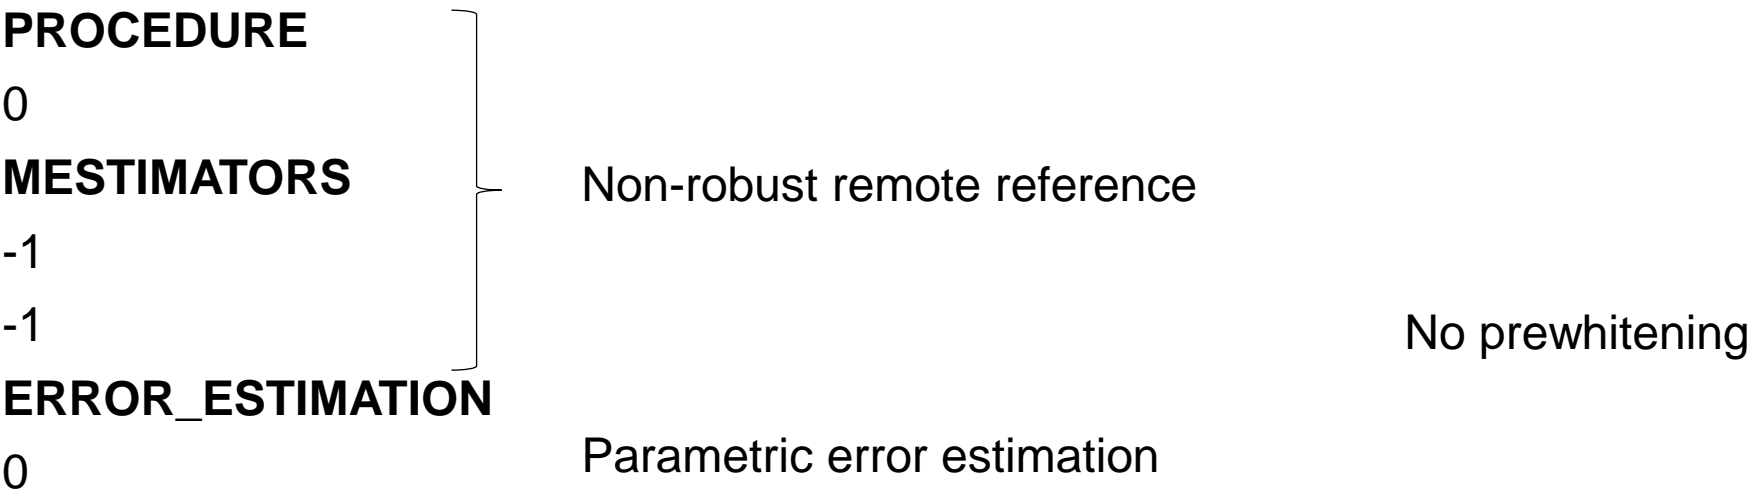 PROCEDURE
0
MESTIMATORS
Non-robust remote reference
-1
-1
No prewhitening
ERROR_ESTIMATION
0
Parametric error estimation